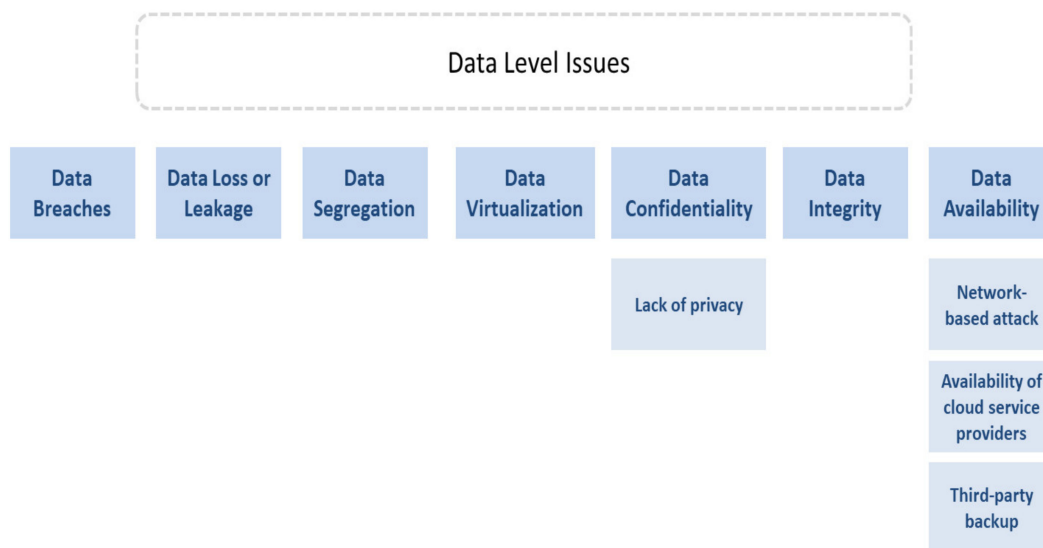 Data Level Issues
Data
Breaches
Data Loss or
Leakage
Data
Segregation
Data
Virtualization
Data
Confidentiality
Data
Integrity
Data
Availability
Lack of privacy
Network-
based attack
Availability of
cloud service
providers
Third-party
backup